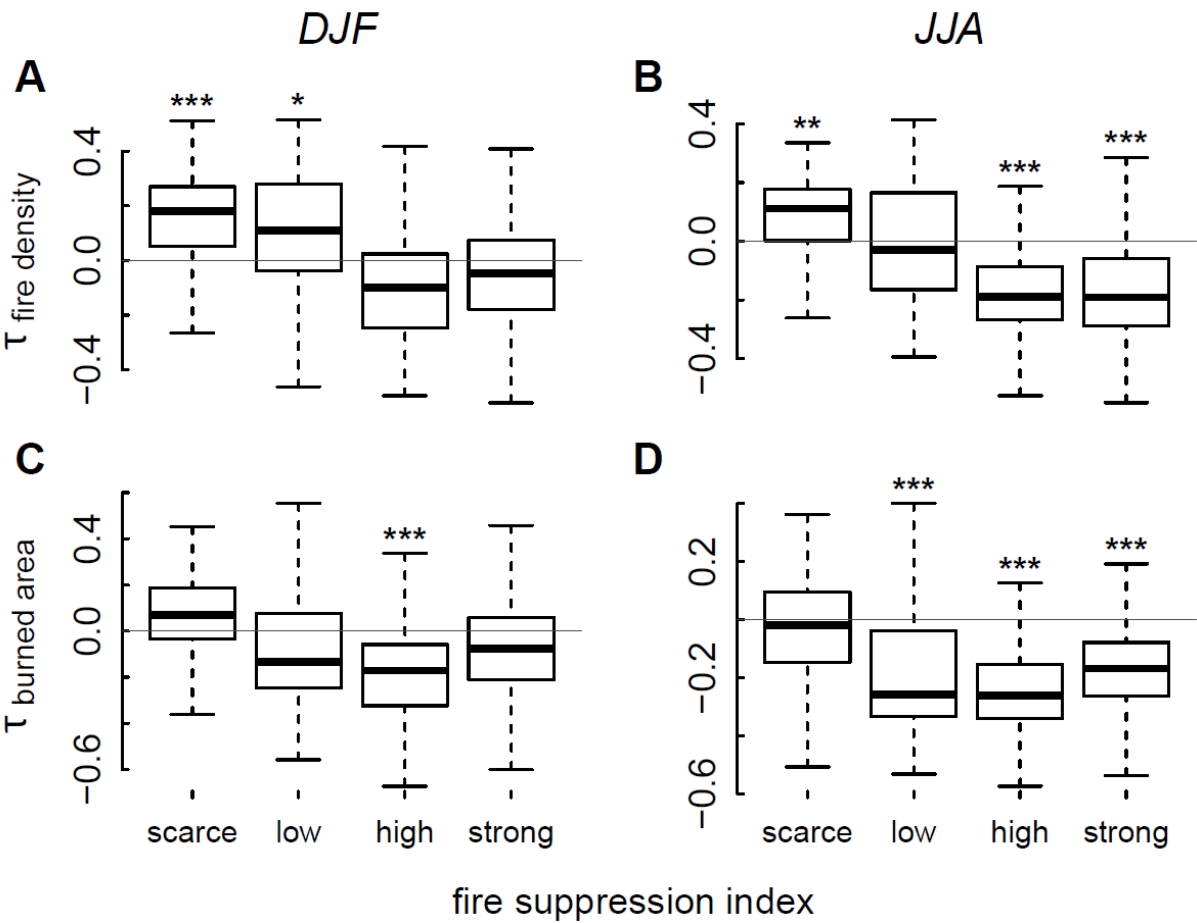 DJF
JJA
A
B
*** *
** *** ***
τ fire density
0.4
0.0
−0.4
0.4
0.0
−0.4
C
D
***
*** *** ***
τ burned area
0.4
0.0
−0.6
0.2
−0.2
−0.6
scarce low high strong
scarce low high strong
fire suppression index